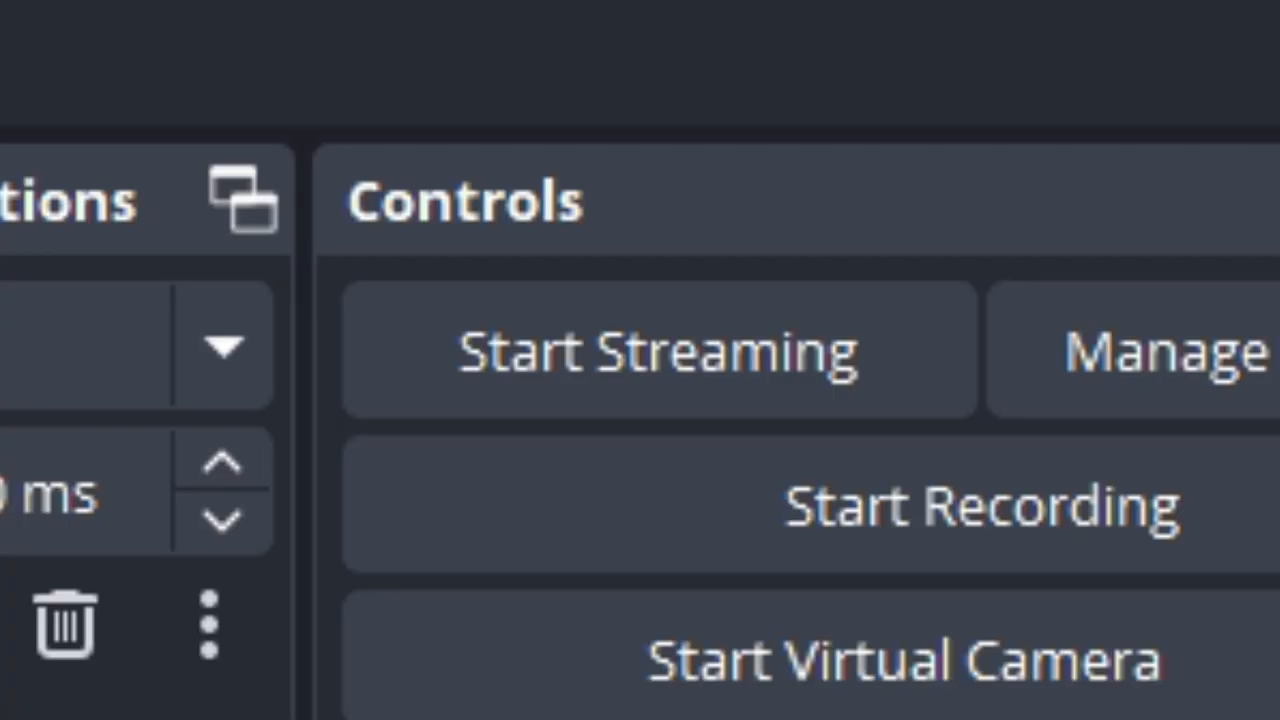 tions
Controls
Start Streaming
Manage
ms
Start Recording
Start Virtual Camera